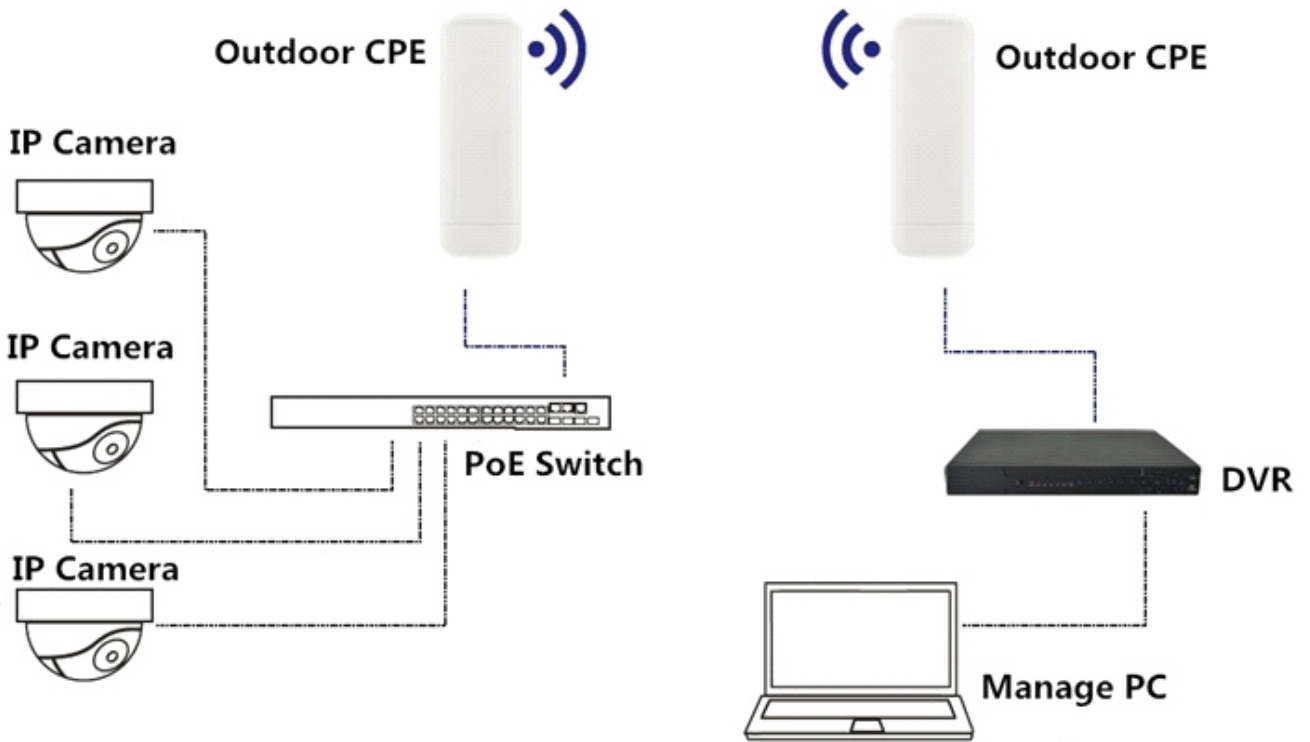 Outdoor CPE
Outdoor CPE
IP Camera
IP Camera
PoE Switch
DVR
IP Camera
Manage PC